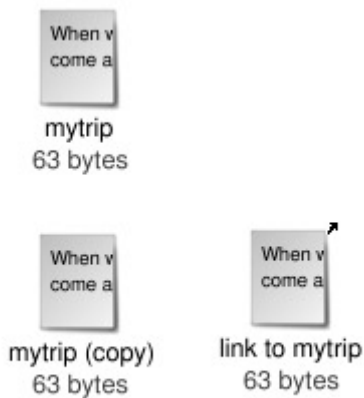 When w
come a
mytrip
63 bytes
When w
come a
mytrip (copy)
63 bytes
When w
come a
link to mytrip
63 bytes